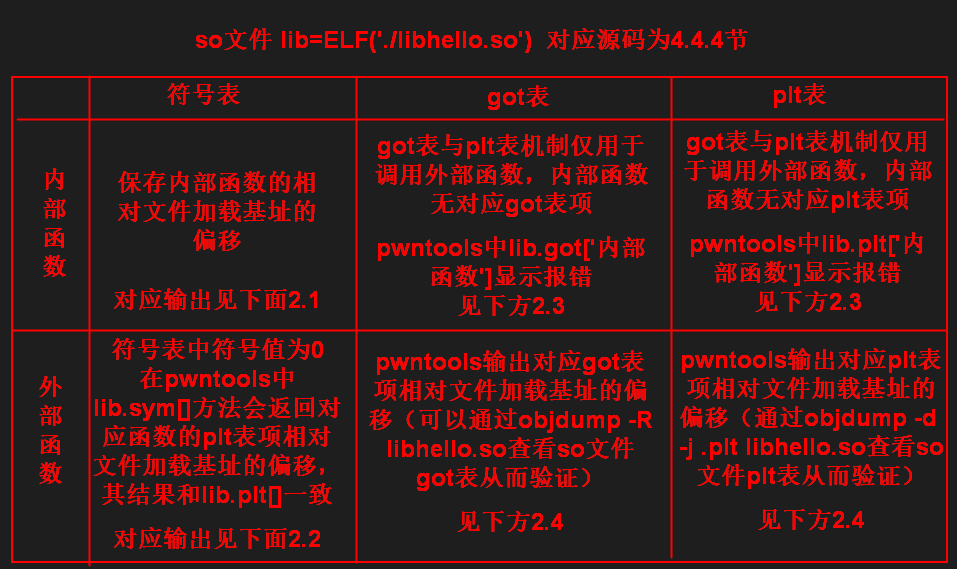 so文件 lib=ELF('./libhello.so') 对应源码为4.4.4节
符号表
got表
plt表
内
部
函
数
保存内部函数的相
对文件加载基址的
偏移
对应输出见下面2.1
got表与plt表机制仅用于
调用外部函数，内部函数
无对应got表项
pwntools中lib.got['内部
函数']显示报错
见下方2.3
got表与plt表机制仅用
于调用外部函数，内部
函数无对应plt表项
pwntools中lib.plt['内
部函数']显示报错
见下方2.3
外
部
函
数
符号表中符号值为0
在pwntools中
lib.sym[]方法会返回对
应函数的plt表项相对
文件加载基址的偏移，
其结果和lib.plt[]一致
对应输出见下面2.2
pwntools输出对应got表
项相对文件加载基址的偏
移（可以通过objdump -R
libhello.so查看so文件
got表从而验证）
见下方2.4
pwntools输出对应plt表
项相对文件加载基址的
偏移（通过objdump -d
-j .plt libhello.so查看so
文件plt表从而验证）
见下方2.4